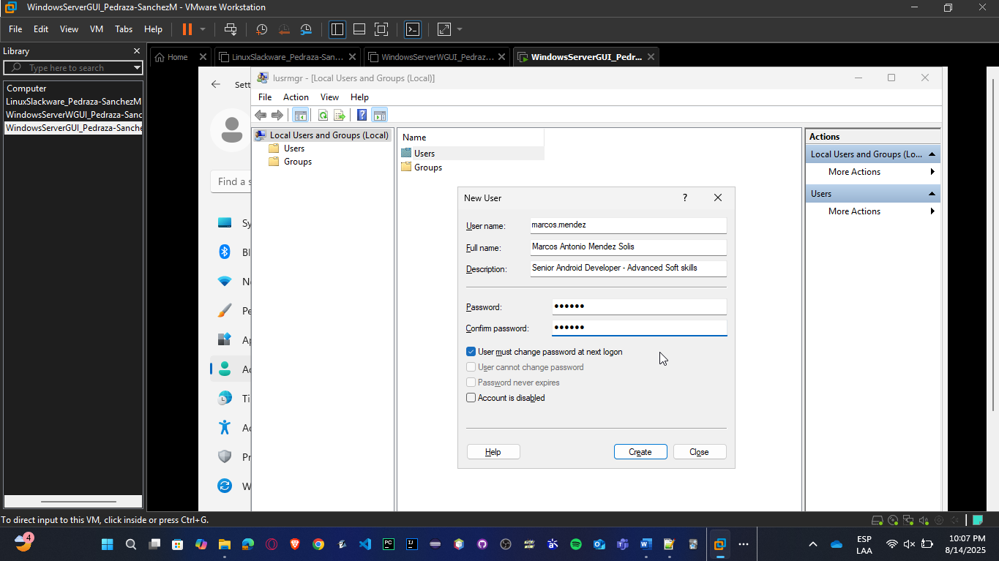 WindowsServerGUI_Pedraza-SanchezM - VMware Workstation
File Edit View VM Tabs Help
Library
Type here to search
Computer
LinuxSlackware_Pedraza-SanchezM
WindowsServerWGUI_Pedraza-Sanc
WindowsServerGUI_Pedraza-Sanche
Home
LinuxSlackware_Pedraza-San...
WindowsServerWGUI_Pedraz...
WindowsServerGUI_Pedr...
Sett
Find a s
Sy
Bl
Ne
Pe
Ap
Ac
Ti
Ac
Pr
W
lusrmgr - [Local Users and Groups (Local)]
File Action View Help
Local Users and Groups (Local)
Users
Groups
Name
Users
Groups
Actions
Local Users and Groups (Lo...
More Actions
Users
More Actions
New User
?
User name: marcos.mendez
Full name: Marcos Antonio Mendez Solis
Description: Senior Android Developer - Advanced Soft skills
Password: ••••••
Confirm password: ••••••
User must change password at next logon
User cannot change password
Password never expires
Account is disabled
Help
Create
Close
To direct input to this VM, click inside or press Ctrl+G.
4
ESP
LAA
10:07 PM
8/14/2025